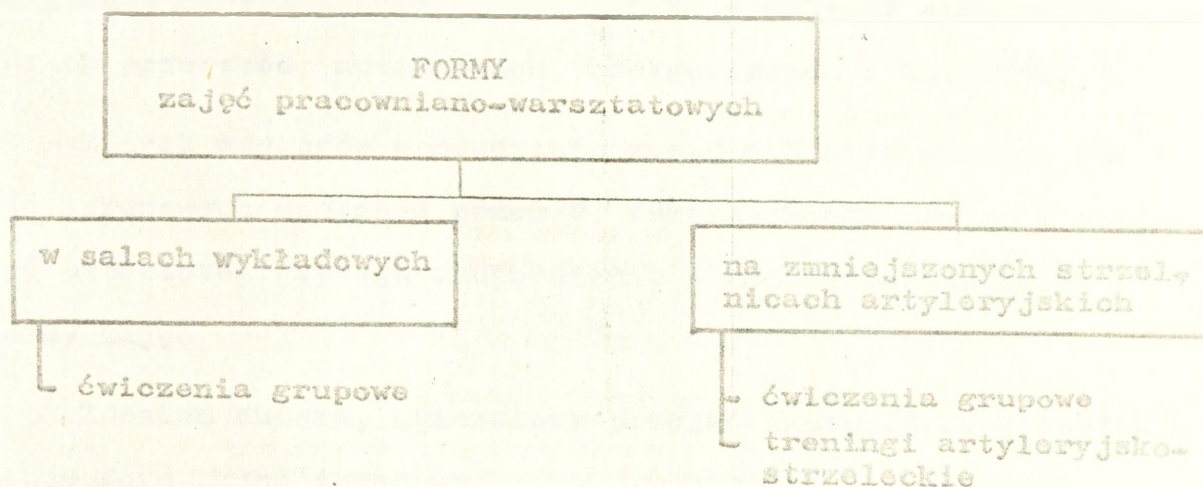 FORMY
zajęć pracowniano-warsztatowych
w salach wykładowych
ćwiczenia grupowe
na zmniejszonych strzel-
nicach artyleryjskich
ćwiczenia grupowe
treningi artyleryjsko-
strzeleckie